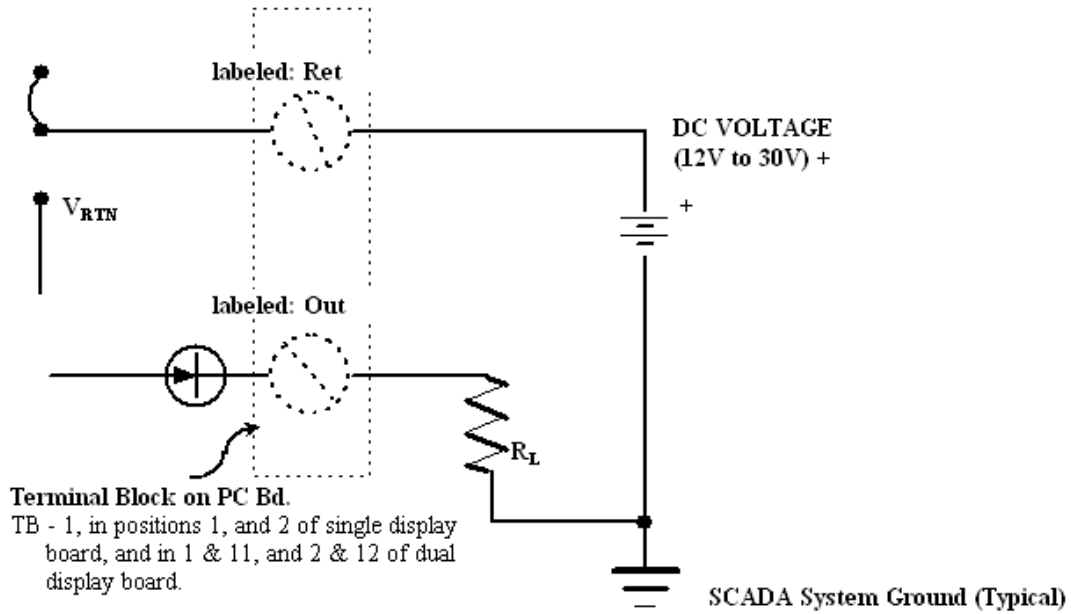 labeled: Ret
DC VOLTAGE
(12V to 30V) +
+
VRTN
labeled: Out
RL
Terminal Block on PC Bd.
TB - 1, in positions 1, and 2 of single display
board, and in 1 & 11, and 2 & 12 of dual
display board.
SCADA System Ground (Typical)